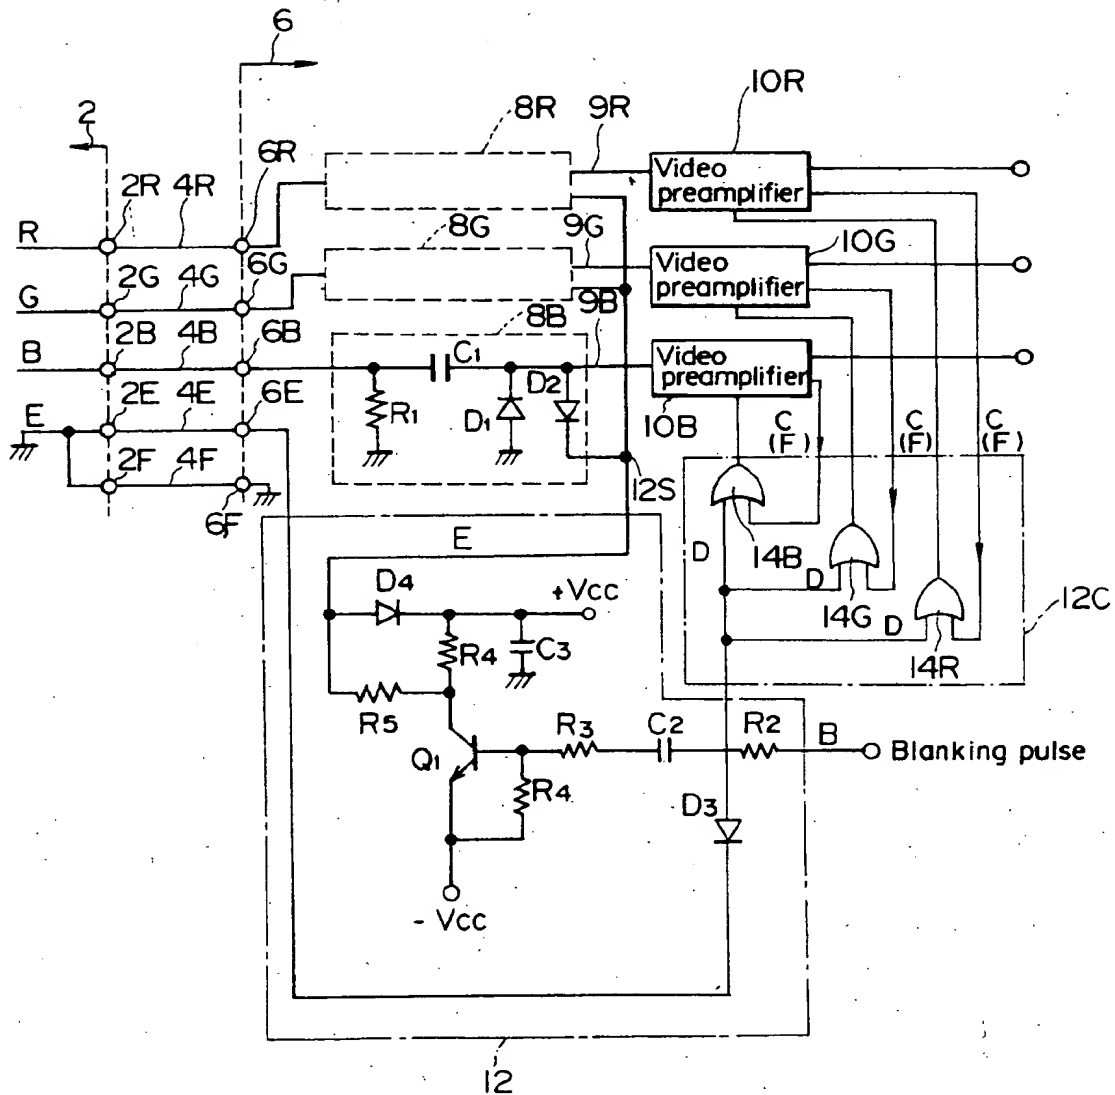 6
10R
2
8R
9R
2R
4R
6R
Video
preamplifier
R
8G
9G
10G
2G
4G
6G
Video
preamplifier
G
8B
9B
2B
4B
6B
Video
preamplifier
B
C1
D2
2E
4E
6E
R1
D1
10B
C
(F)
C
(F)
C
(F)
E
2F
4F
12S
6F
E
D
14B
D
14G
D
14R
12C
D4
+Vcc
R4
C3
R5
R3
C2
R2
B
Blanking pulse
Q1
R4
D3
- Vcc
12